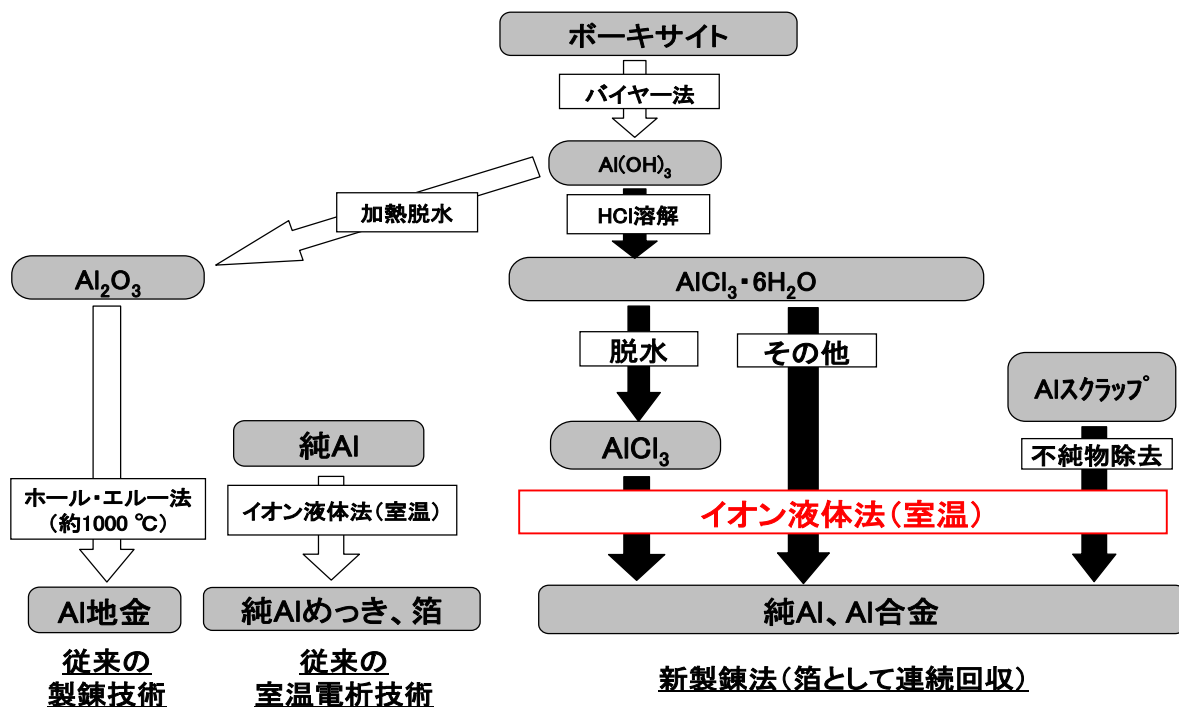 ボーキサイト
バイヤー法
Al(OH)₃
加熱脱水
HCl溶解
Al₂O₃
AlCl₃・6H₂O
脱水
その他
Alスクラップ
純Al
AlCl₃
不純物除去
ホール・エルー法
(約1000 ℃)
イオン液体法(室温)
イオン液体法(室温)
Al地金
純Alめっき、箔
純Al、Al合金
従来の
製錬技術
従来の
室温電析技術
新製錬法(箔として連続回収)